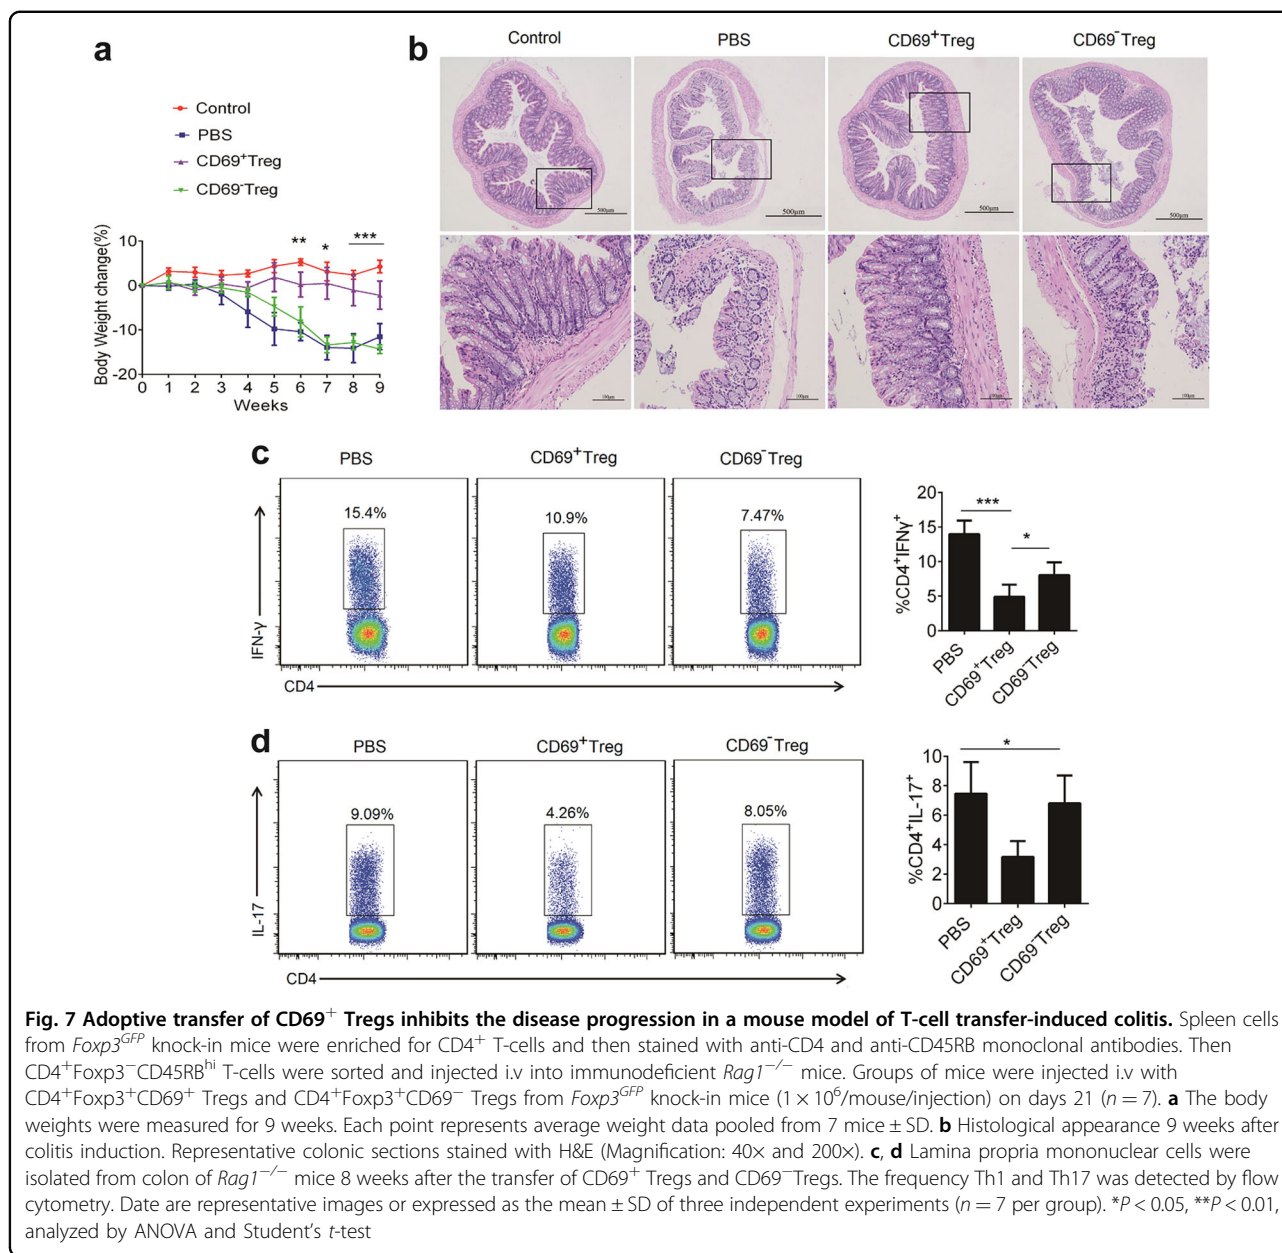 a
Control
PBS
CD69⁺Treg
CD69⁻Treg
Body Weight change(%)
10
0
-10
-20
** * ***
0 1 2 3 4 5 6 7 8 9
Weeks
b
Control PBS CD69⁺Treg CD69⁻Treg
500μm 500μm 500μm 500μm
100μm 100μm 100μm 100μm
c
PBS CD69⁺Treg CD69⁻Treg
15.4% 10.9% 7.47%
IFN-γ
CD4
%CD4⁺IFNγ⁺
20
15
10
5
0
*** *
PBS CD69⁺Treg CD69⁻Treg
d
PBS CD69⁺Treg CD69⁻Treg
9.09% 4.26% 8.05%
IL-17
CD4
%CD4⁺IL-17⁺
10
8
6
4
2
0
*
PBS CD69⁺Treg CD69⁻Treg
Fig. 7 Adoptive transfer of CD69⁺ Tregs inhibits the disease progression in a mouse model of T-cell transfer-induced colitis. Spleen cells
from Foxp3ᴳᶠᴾ knock-in mice were enriched for CD4⁺ T-cells and then stained with anti-CD4 and anti-CD45RB monoclonal antibodies. Then
CD4⁺Foxp3⁻CD45RBʰⁱ T-cells were sorted and injected i.v into immunodeficient Rag1⁻/⁻ mice. Groups of mice were injected i.v with
CD4⁺Foxp3⁺CD69⁺ Tregs and CD4⁺Foxp3⁺CD69⁻ Tregs from Foxp3ᴳᶠᴾ knock-in mice (1 × 10⁶/mouse/injection) on days 21 (n = 7). a The body
weights were measured for 9 weeks. Each point represents average weight data pooled from 7 mice ± SD. b Histological appearance 9 weeks after
colitis induction. Representative colonic sections stained with H&E (Magnification: 40× and 200×). c, d Lamina propria mononuclear cells were
isolated from colon of Rag1⁻/⁻ mice 8 weeks after the transfer of CD69⁺ Tregs and CD69⁻Tregs. The frequency Th1 and Th17 was detected by flow
cytometry. Date are representative images or expressed as the mean ± SD of three independent experiments (n = 7 per group). *P < 0.05, **P < 0.01,
analyzed by ANOVA and Student's t-test